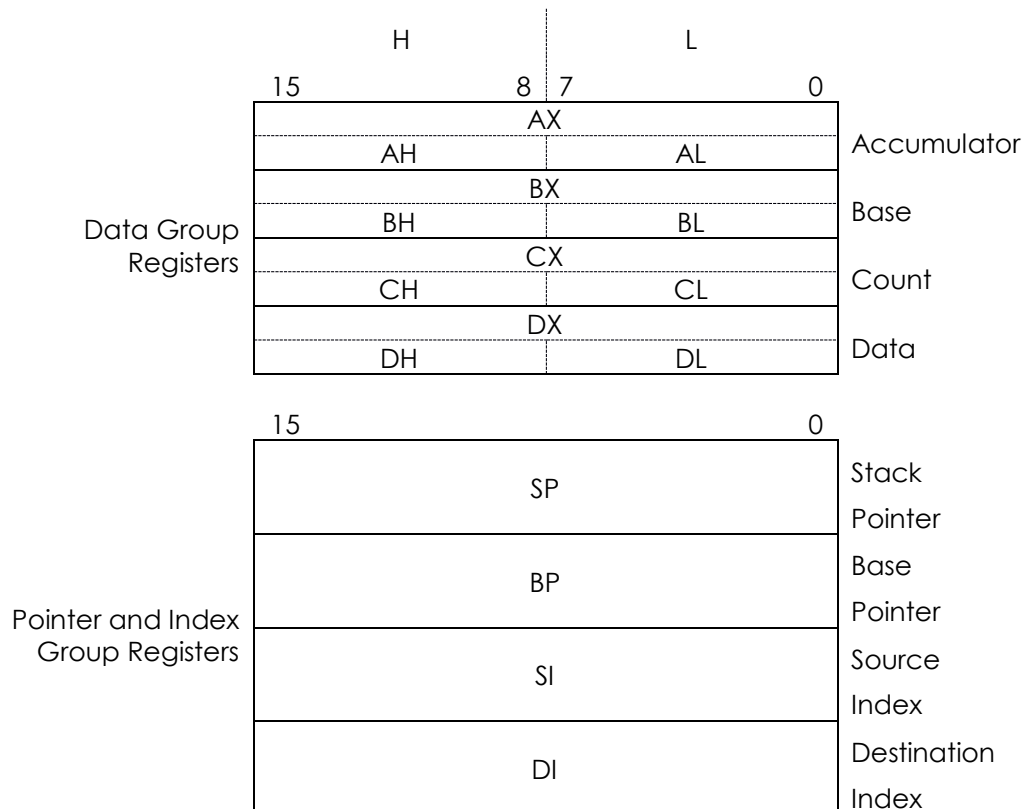 H L
15 8 7 0
AX
AH AL
Accumulator
BX
BH BL
Base
Data Group
Registers
CX
CH CL
Count
DX
DH DL
Data
15 0
SP
Stack
Pointer
BP
Base
Pointer
Pointer and Index
Group Registers
SI
Source
Index
DI
Destination
Index